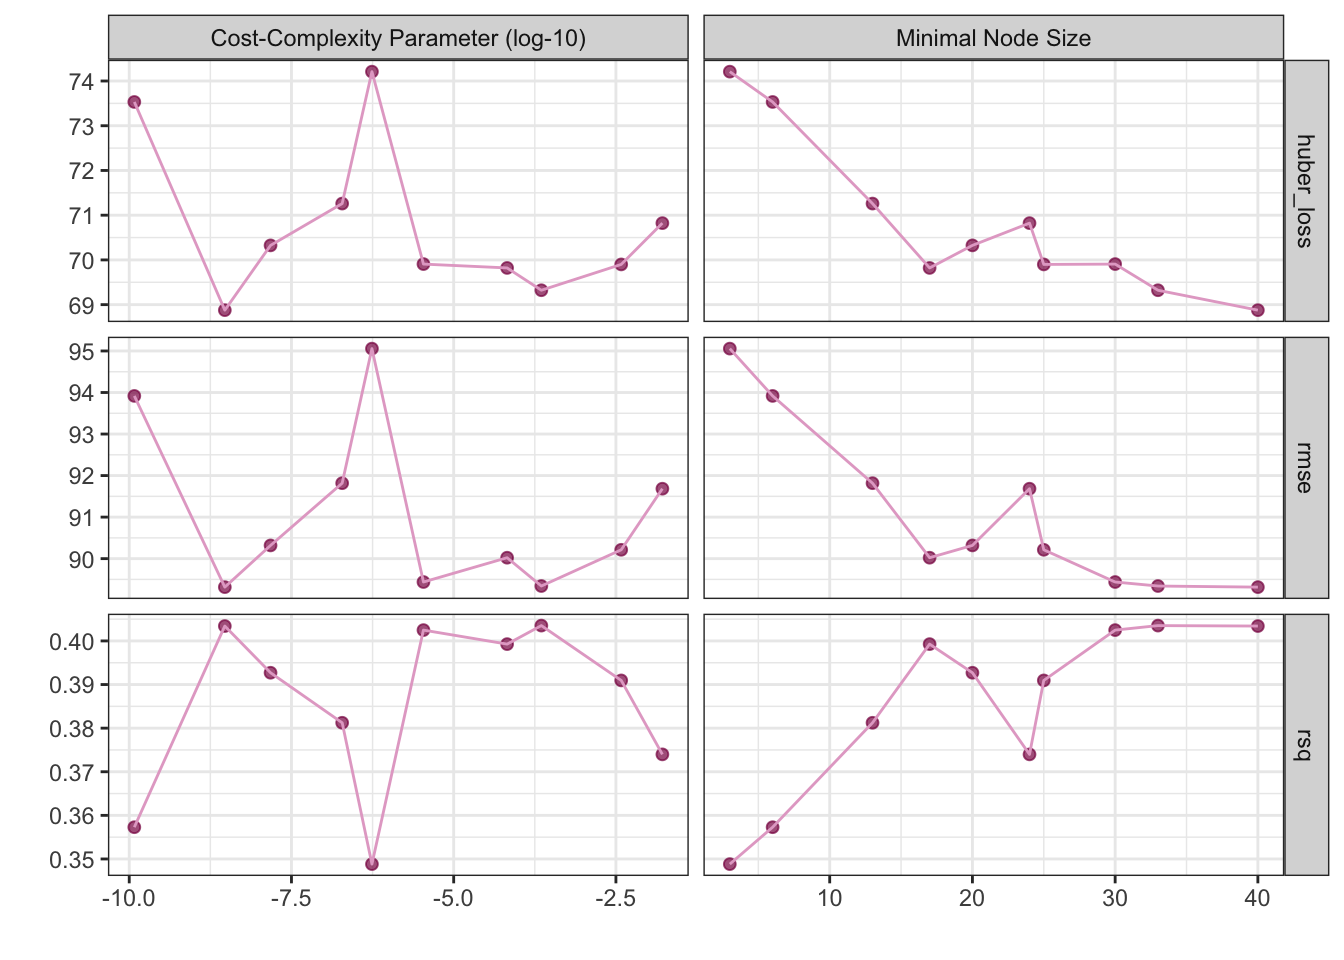 Cost-Complexity Parameter (log-10)
Minimal Node Size
74
73
72
71
70
69
huber_loss
95
94
93
92
91
90
rmse
0.40
0.39
0.38
0.37
0.36
0.35
rsq
-10.0 -7.5 -5.0 -2.5
10 20 30 40